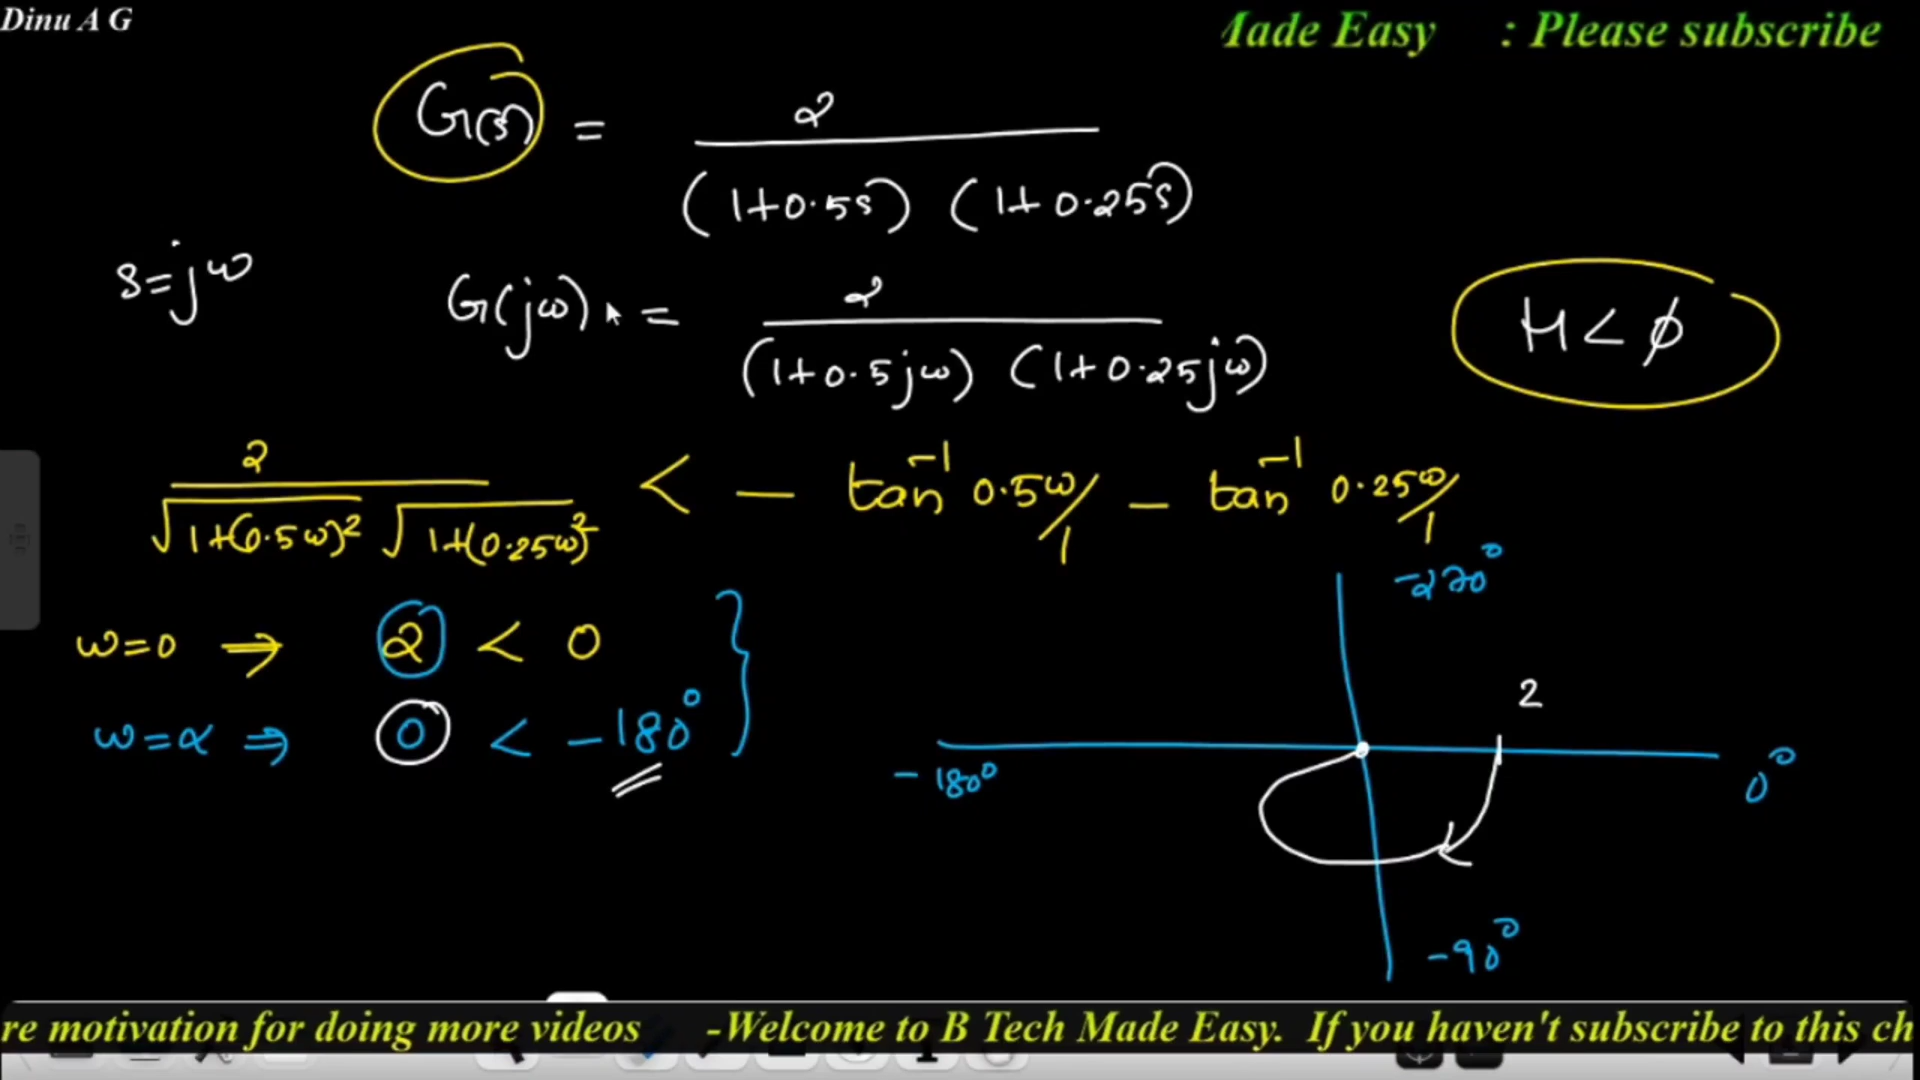 Dinu A G
Made Easy : Please subscribe
G(s) = 2 / (1+0.5s) (1+0.25s)
s=jω
G(jω) = 2 / (1+0.5jω) (1+0.25jω)
M<ϕ
2 / √1+(0.5ω)² √1+(0.25ω)² < - tan⁻¹ 0.5ω/1 - tan⁻¹ 0.25ω/1
-270°
ω=0 ⇒ 2 < 0
2
ω=α ⇒ 0 < -180°
-180°
0°
-90°
re motivation for doing more videos -Welcome to B Tech Made Easy. If you haven't subscribe to this ch